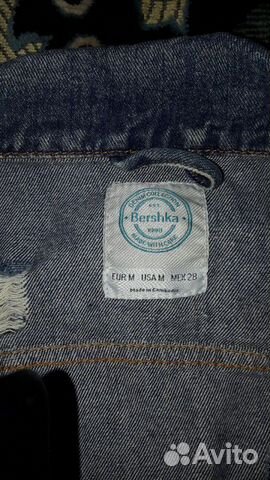 DENIM COLLECTION
EST.
Bershka
1998
MADE WITH CARE
EUR M USA M MEX 28
Made in Cambodia
Avito